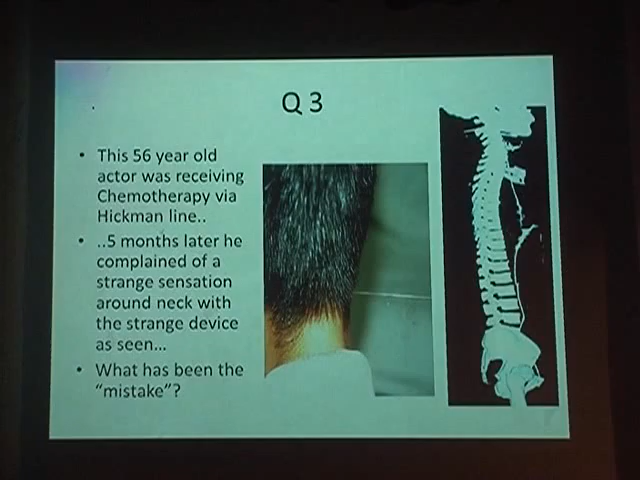 Q 3
• This 56 year old
actor was receiving
Chemotherapy via
Hickman line..
• ..5 months later he
complained of a
strange sensation
around neck with
the strange device
as seen...
• What has been the
“mistake”?